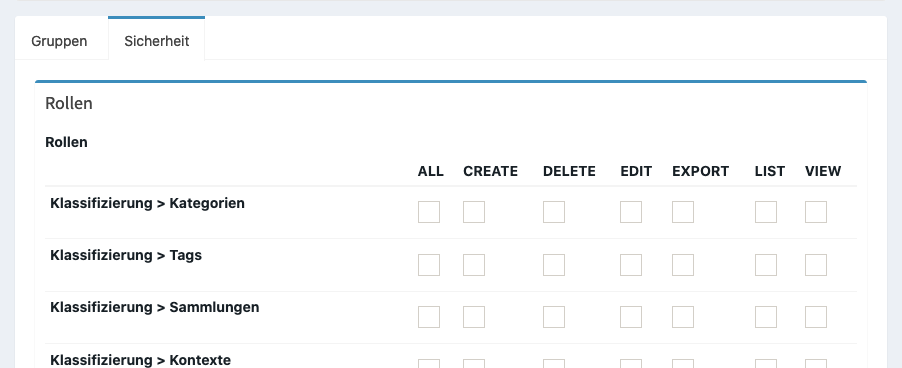 Gruppen Sicherheit
Rollen
Rollen
ALL CREATE DELETE EDIT EXPORT LIST VIEW
Klassifizierung > Kategorien
Klassifizierung > Tags
Klassifizierung > Sammlungen
Klassifizierung > Kontexte